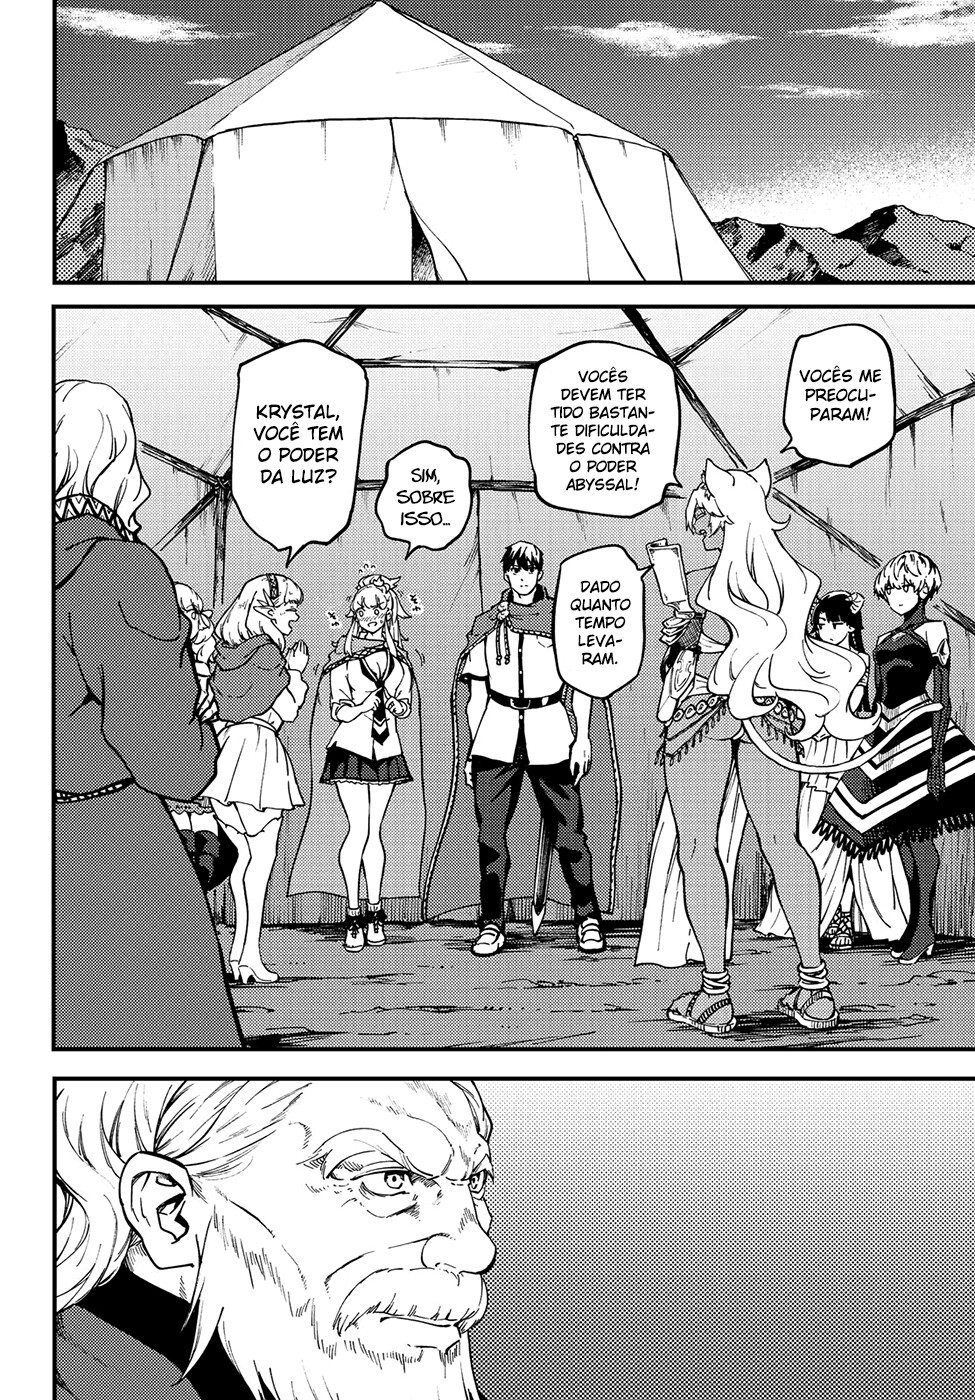 VOCÊS ME
PREOCU-
PARAM!
VOCÊS
DEVEM TER
TIDO BASTAN-
TE DIFICULDA-
DES CONTRA
O PODER
ABYSSAL!
DADO
QUANTO
TEMPO
LEVA-
RAM.
SIM,
SOBRE
ISSO...
KRYSTAL,
VOCÊ TEM
O PODER
DA LUZ?